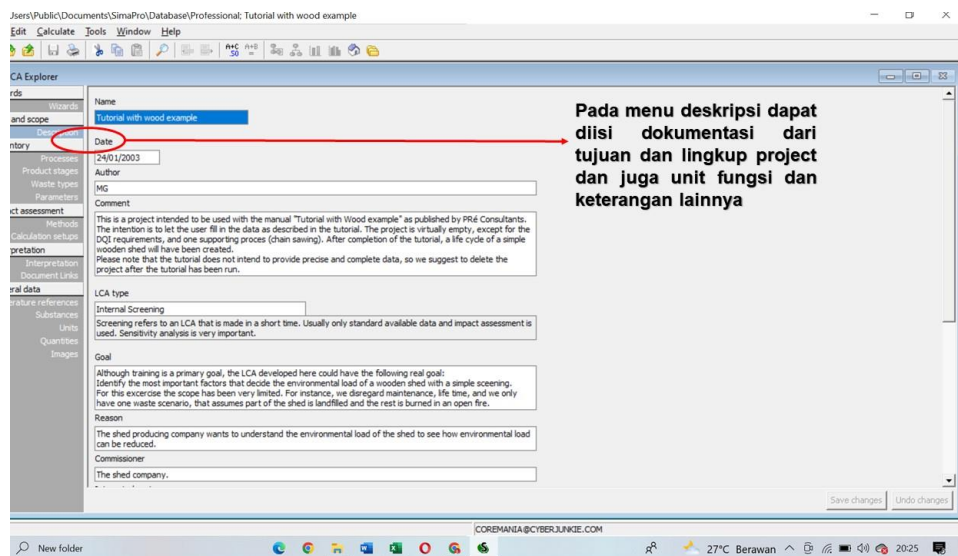 Jsers\Public\Documents\SimaPro\Database\Professional; Tutorial with wood example
Edit Calculate Tools Window Help
A+C
50
A+B
=
CA Explorer
rds
Wizards
and scope
Description
ntory
Processes
Product stages
Waste types
Parameters
ct assessment
Methods
Calculation setups
rpretation
Interpretation
Document Links
eral data
erature references
Substances
Units
Quantities
Images
Name
Tutorial with wood example
Date
24/01/2003
Author
MG
Comment
This is a project intended to be used with the manual "Tutorial with Wood example" as published by PRé Consultants.
The intention is to let the user fill in the data as described in the tutorial. The project is virtually empty, except for the
DQI requirements, and one supporting proces (chain sawing). After completion of the tutorial, a life cycle of a simple
wooden shed will have been created.
Please note that the tutorial does not intend to provide precise and complete data, so we suggest to delete the
project after the tutorial has been run.
LCA type
Internal Screening
Screening refers to an LCA that is made in a short time. Usually only standard available data and impact assessment is
used. Sensitivity analysis is very important.
Goal
Although training is a primary goal, the LCA developed here could have the following real goal:
Identify the most important factors that decide the environmental load of a wooden shed with a simple sceening.
For this excercise the scope has been very limited. For instance, we disregard maintenance, life time, and we only
have one waste scenario, that assumes part of the shed is landfilled and the rest is burned in an open fire.
Reason
The shed producing company wants to understand the environmental load of the shed to see how environmental load
can be reduced.
Commissioner
The shed company.
Pada menu deskripsi dapat
diisi dokumentasi dari
tujuan dan lingkup project
dan juga unit fungsi dan
keterangan lainnya
Save changes Undo changes
COREMANIA@CYBERJUNKIE.COM
New folder
27°C Berawan
20:25